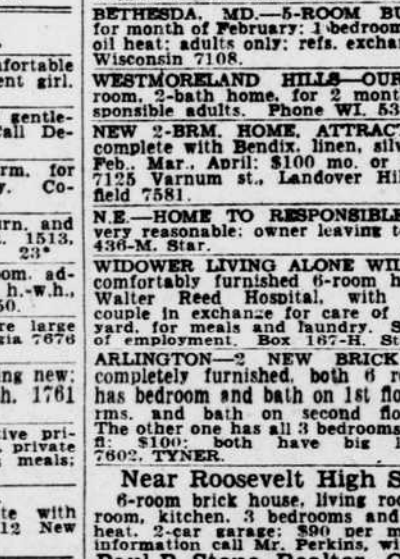 nfortable
ent girl.
gentle-
Call De-
rm. for
y. Co-
urn. and
. 1513,
23*
oom. ad-
h.-w.h.,
50.
re large
gia 7676
ng new;
h. 1761
tive pri-
. private
; meals;
te with
12 New
BETHESDA, MD.—5-ROOM BU
for month of February; 1 bedroom
oil heat; adults only; refs. excha
Wisconsin 7108.
WESTMORELAND HILLS—OUR
room, 2-bath home, for 2 mont
sponsible adults. Phone WI. 53
NEW 2-BRM. HOME, ATTRACT
complete with Bendix, linen, silv
Feb., Mar., April; $100 mo. or
7125 Varnum st., Landover Hil
field 7581.
N.E.—HOME TO RESPONSIBLE
very reasonable; owner leaving t
436-M. Star.
WIDOWER LIVING ALONE WIL
comfortably furnished 6-room h
Walter Reed Hospital, with
couple in exchange for care of
yard, for meals and laundry. S
of employment. Box 167-H, St
ARLINGTON—2 NEW BRICK
completely furnished, both 6 r
has bedroom and bath on 1st flo
rms. and bath on second flo
The other one has all 3 bedrooms
fl; $100; both have big l
7602, TYNER.
Near Roosevelt High S
6-room brick house, living roo
room, kitchen, 3 bedrooms and
heat, 2-car garage; $90 per m
information call Mr. Perkins, wi